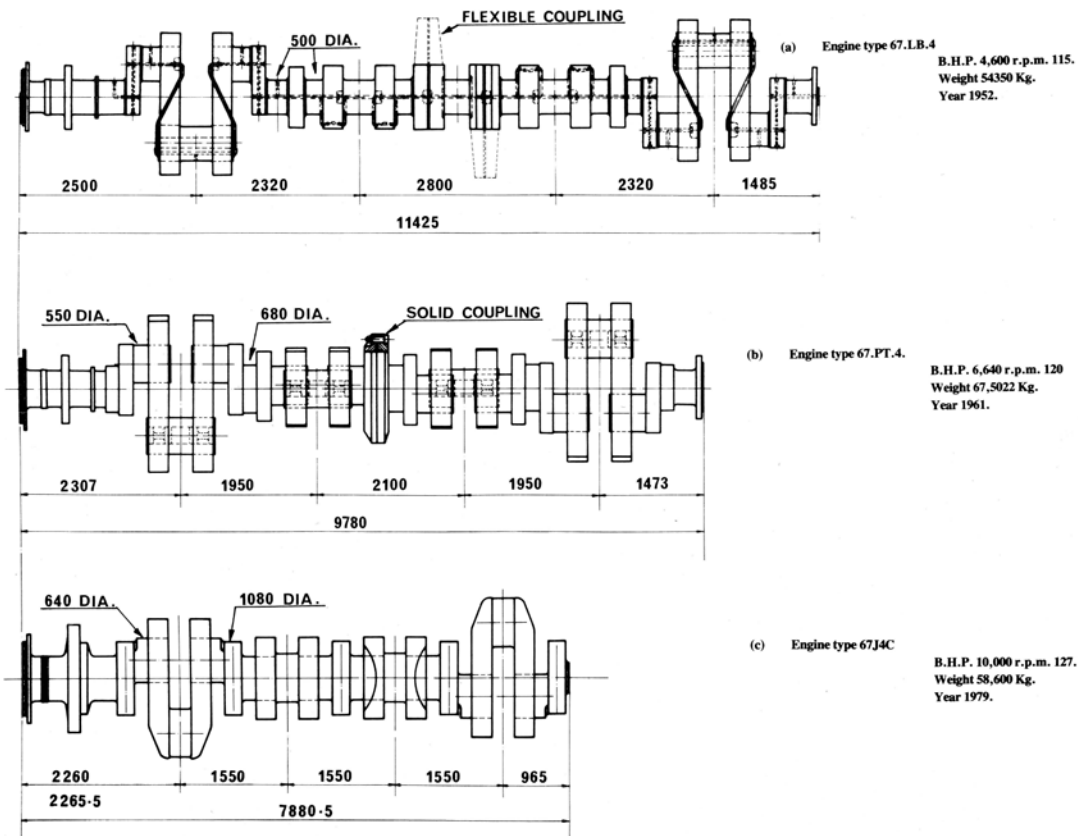 FLEXIBLE COUPLING
500 DIA.
(a) Engine type 67.LB.4
B.H.P. 4,600 r.p.m. 115.
Weight 54350 Kg.
Year 1952.
2500 2320 2800 2320 1485
11425
550 DIA.
680 DIA.
SOLID COUPLING
(b) Engine type 67.PT.4.
B.H.P. 6,640 r.p.m. 120
Weight 67,5022 Kg.
Year 1961.
2307 1950 2100 1950 1473
9780
640 DIA.
1080 DIA.
(c) Engine type 67J4C
B.H.P. 10,000 r.p.m. 127.
Weight 58,600 Kg.
Year 1979.
2260 1550 1550 1550 965
2265·5
7880·5